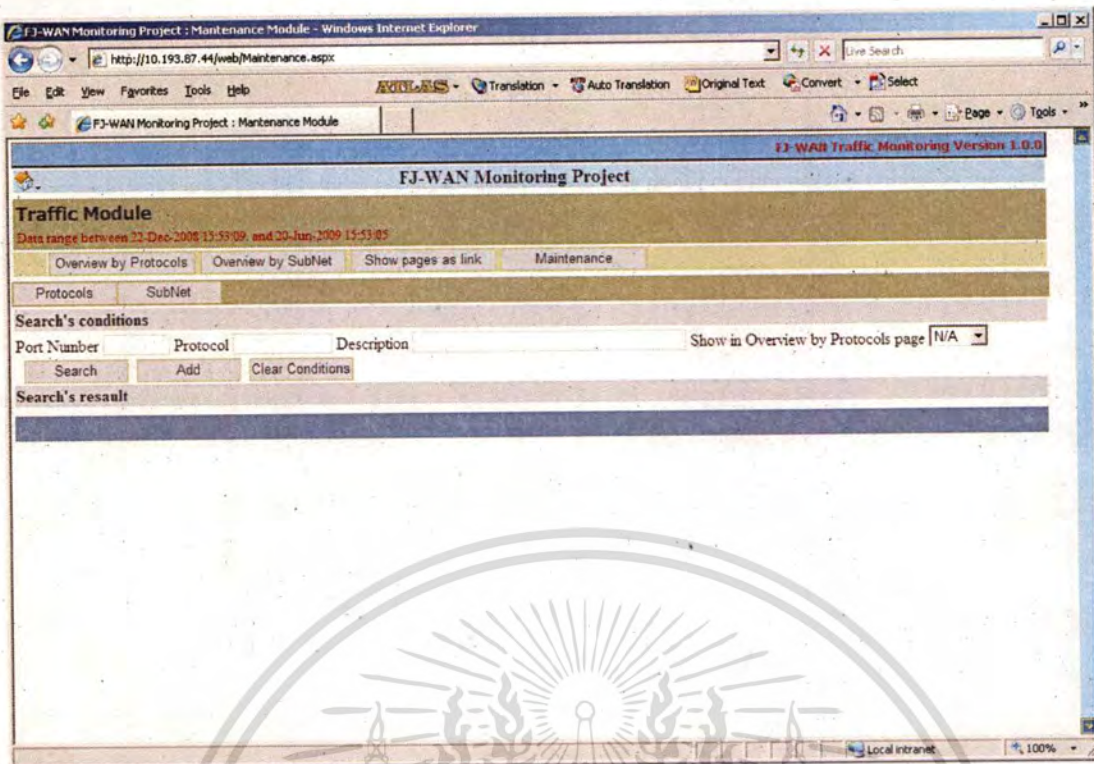 FJ-WAN Monitoring Project : Mantenance Module - Windows Internet Explorer
http://10.193.87.44/web/Maintenance.aspx
Live Search
File Edit View Favorites Tools Help
ATLAS Translation Auto Translation Original Text Convert Select
FJ-WAN Monitoring Project : Mantenance Module
Page Tools
FJ-WAN Traffic Monitoring Version 1.0.0
FJ-WAN Monitoring Project
Traffic Module
Data range between 22-Dec-2008 15:53:09, and 20-Jun-2009 15:53:05
Overview by Protocols Overview by SubNet Show pages as link Maintenance
Protocols SubNet
Search's conditions
Port Number Protocol Description Show in Overview by Protocols page N/A
Search Add Clear Conditions
Search's resault
Local intranet 100%